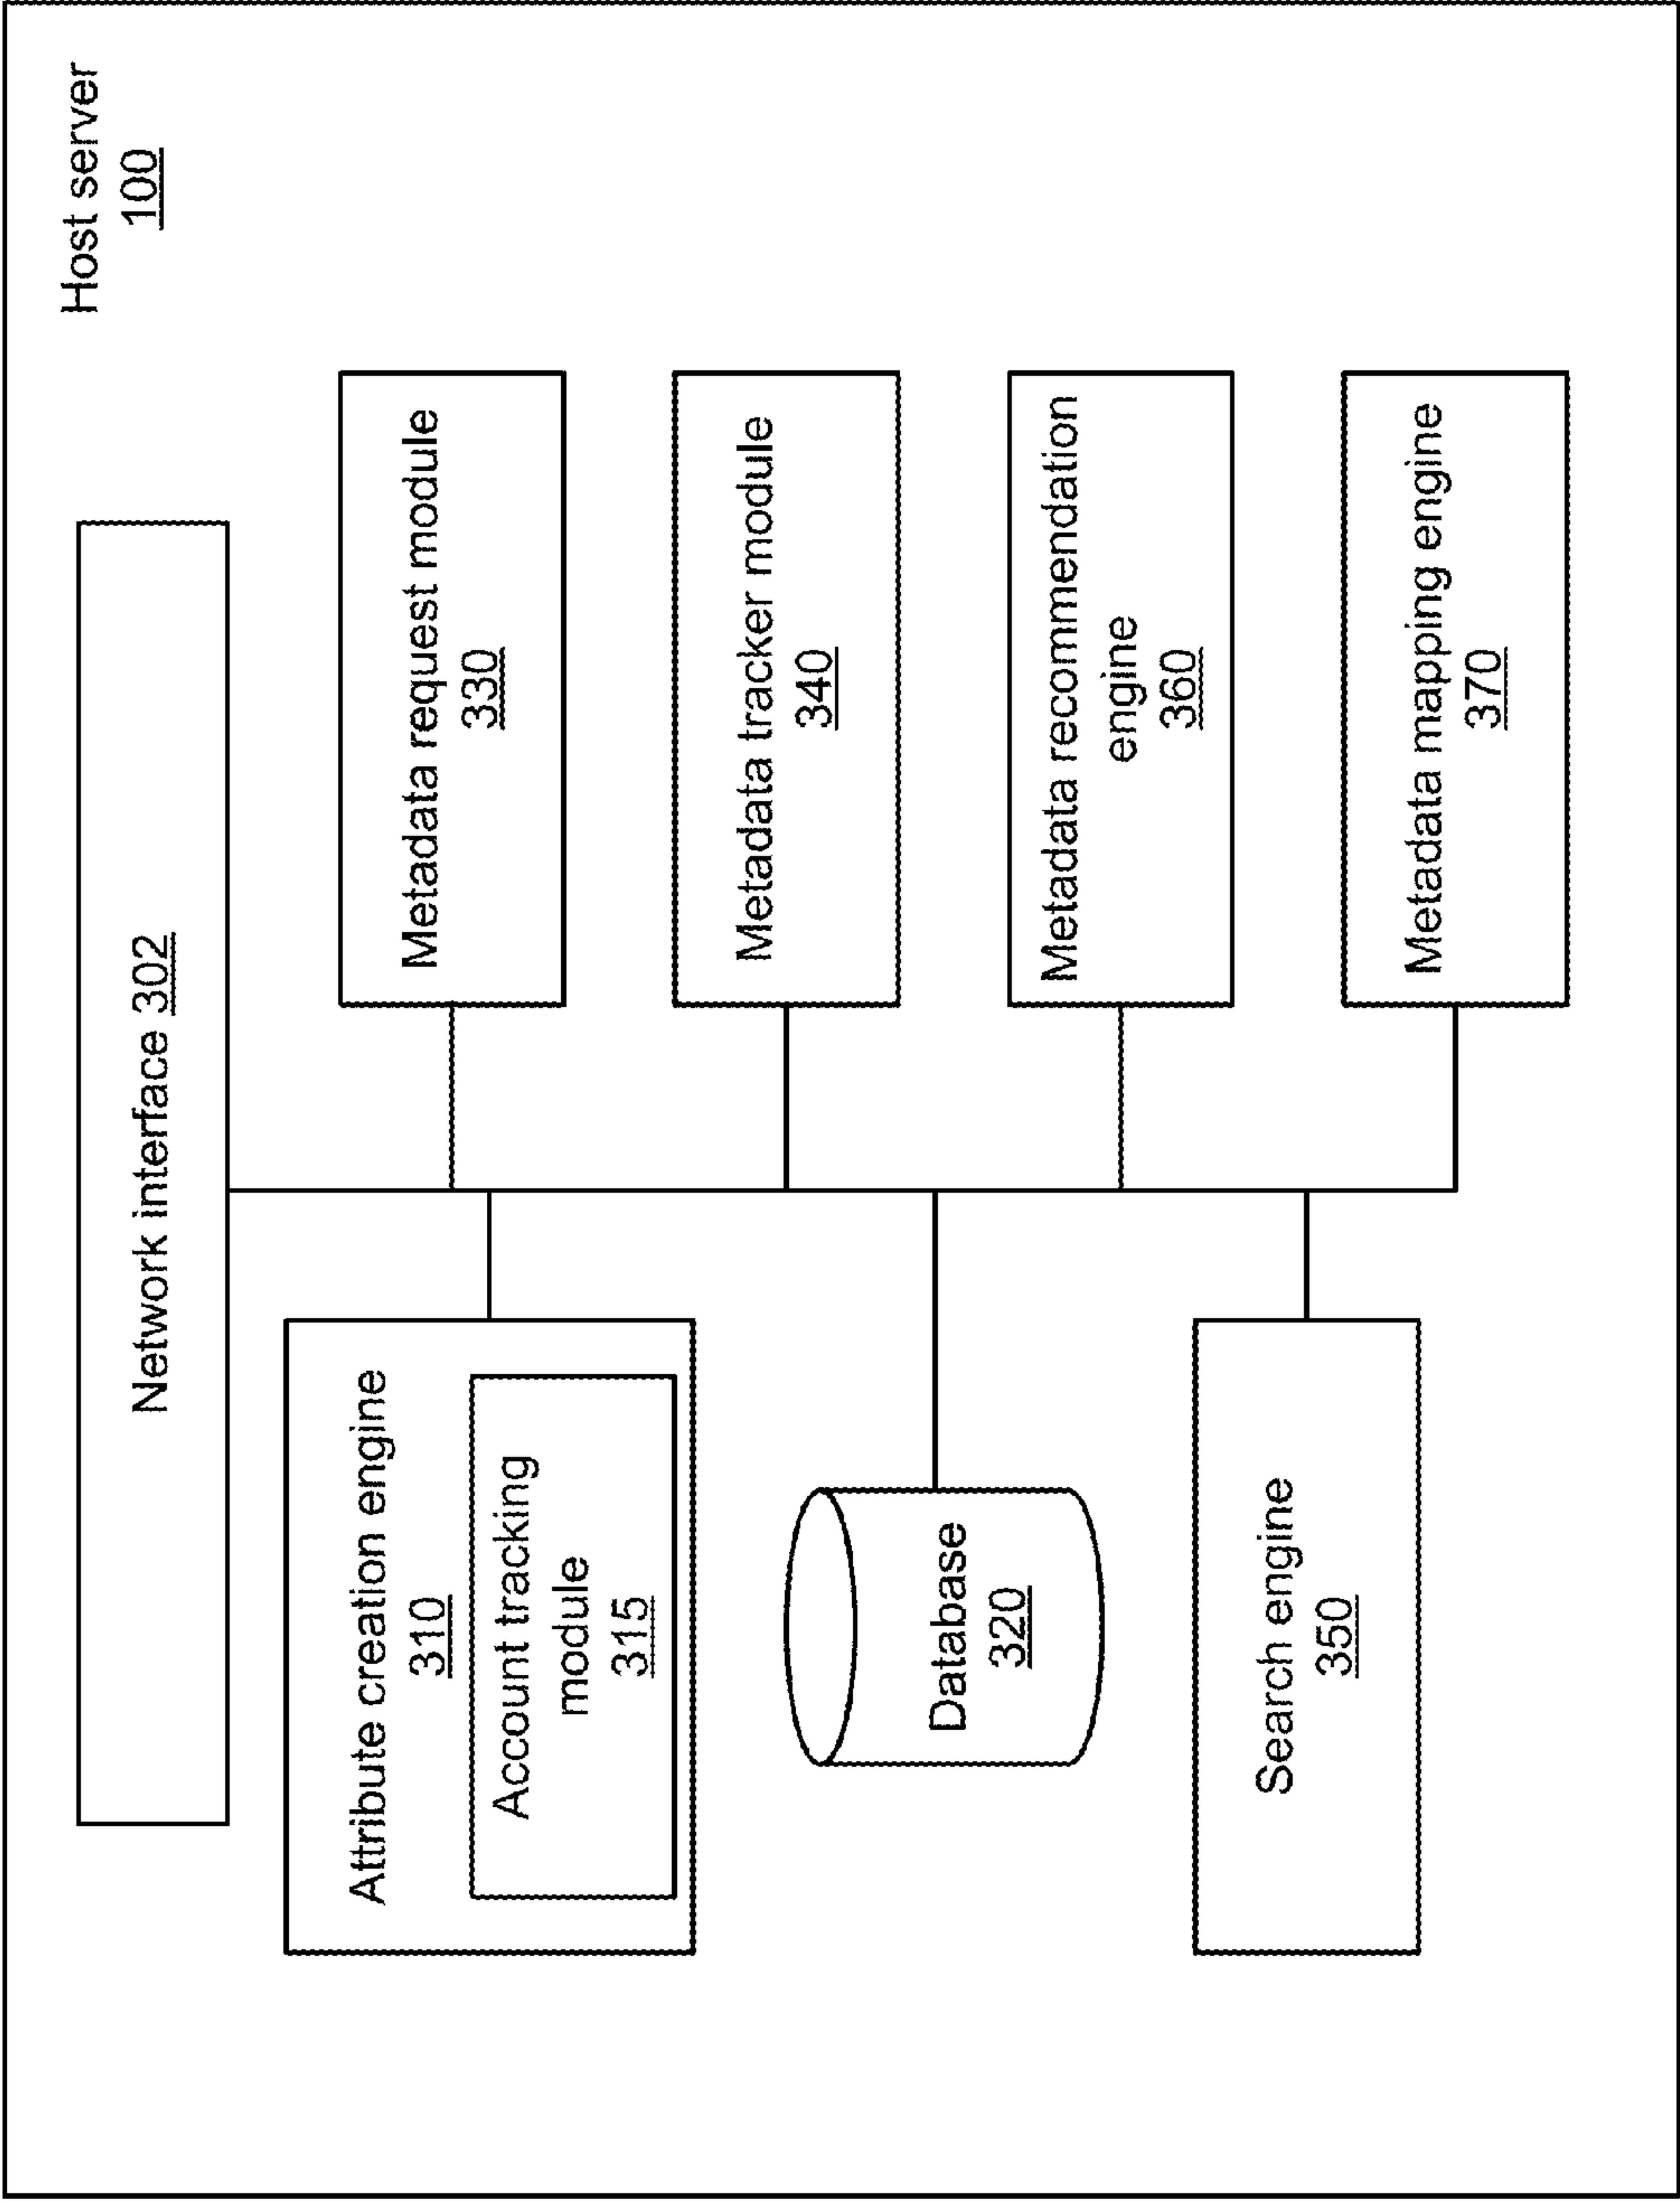 Host server
100
Network interface 302
Attribute creation engine
310
Account tracking
module
315
Database
320
Search engine
350
Metadata request module
330
Metadata tracker module
340
Metadata recommendation
engine
360
Metadata mapping engine
370